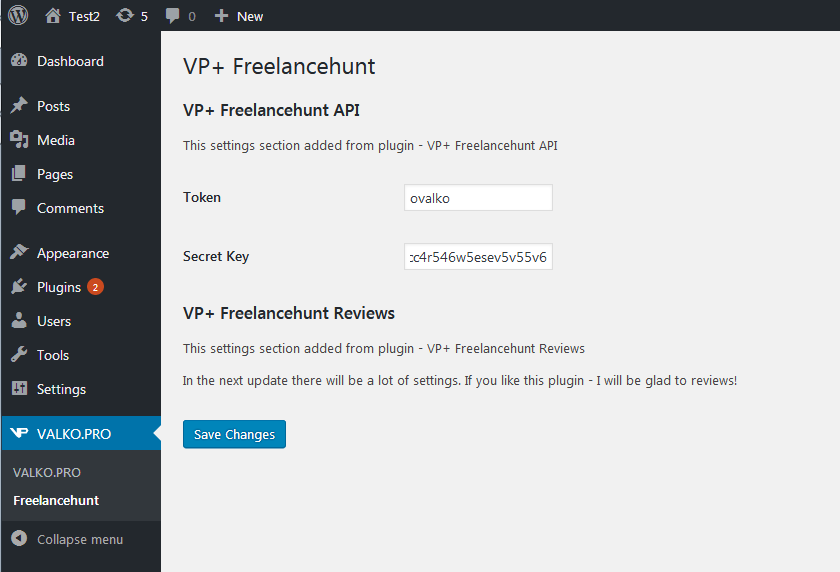 Test2 5 0 New
Dashboard
Posts
Media
Pages
Comments
Appearance
Plugins 2
Users
Tools
Settings
VP VALKO.PRO
VALKO.PRO
Freelancehunt
Collapse menu
VP+ Freelancehunt
VP+ Freelancehunt API
This settings section added from plugin - VP+ Freelancehunt API
Token ovalko
Secret Key cc4r546w5esev5v55v6
VP+ Freelancehunt Reviews
This settings section added from plugin - VP+ Freelancehunt Reviews
In the next update there will be a lot of settings. If you like this plugin - I will be glad to reviews!
Save Changes